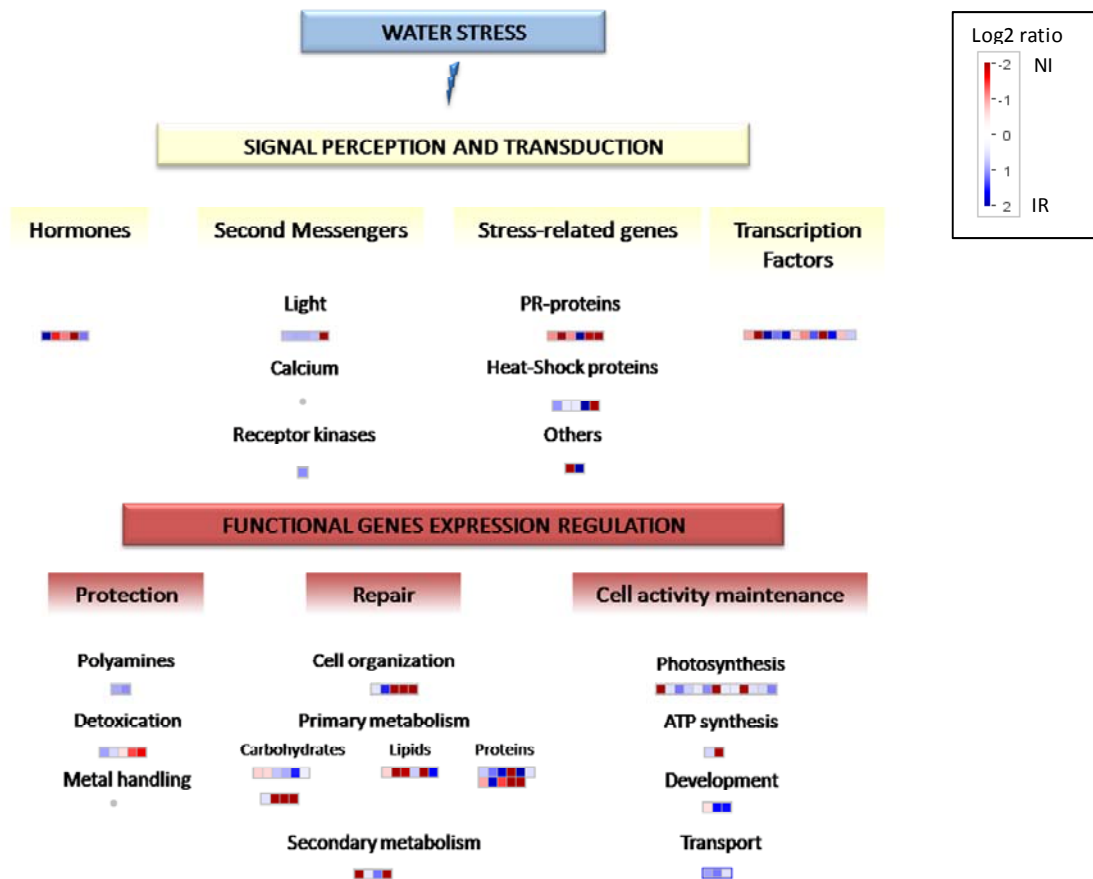 WATER STRESS
Log2 ratio
-2 NI
-1
0
1
2 IR
SIGNAL PERCEPTION AND TRANSDUCTION
Hormones
Second Messengers
Stress-related genes
Transcription
Factors
Light
PR-proteins
Calcium
Heat-Shock proteins
Receptor kinases
Others
FUNCTIONAL GENES EXPRESSION REGULATION
Protection
Repair
Cell activity maintenance
Polyamines
Cell organization
Photosynthesis
Detoxication
Primary metabolism
ATP synthesis
Carbohydrates
Lipids
Proteins
Metal handling
Development
Secondary metabolism
Transport